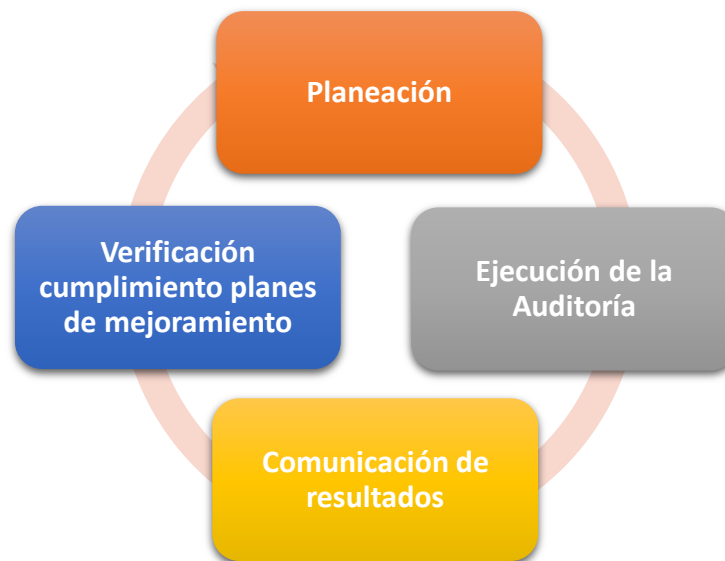 Planeación
Ejecución de la
Auditoría
Comunicación de
resultados
Verificación
cumplimiento planes
de mejoramiento